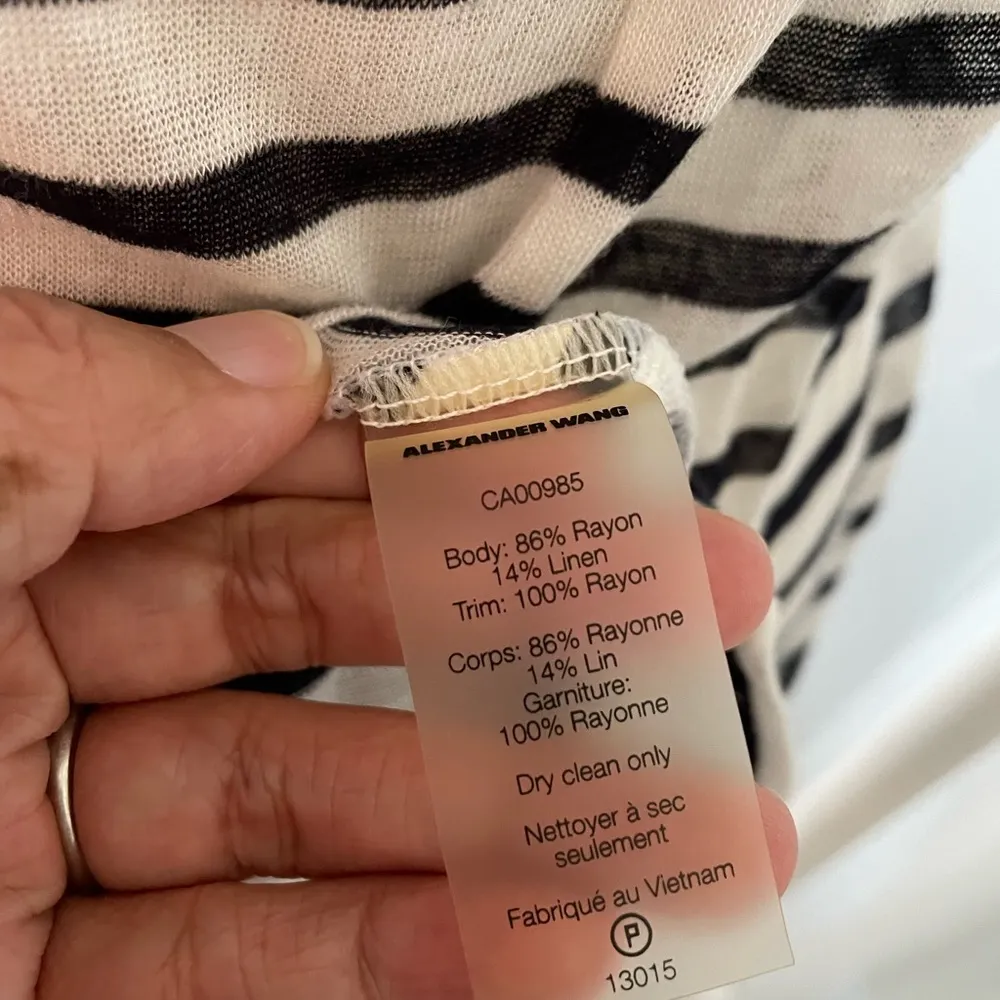 ALEXANDER WANG
CA00985
Body: 86% Rayon
14% Linen
Trim: 100% Rayon
Corps: 86% Rayonne
14% Lin
Garniture:
100% Rayonne
Dry clean only
Nettoyer à sec
seulement
Fabriqué au Vietnam
P
13015